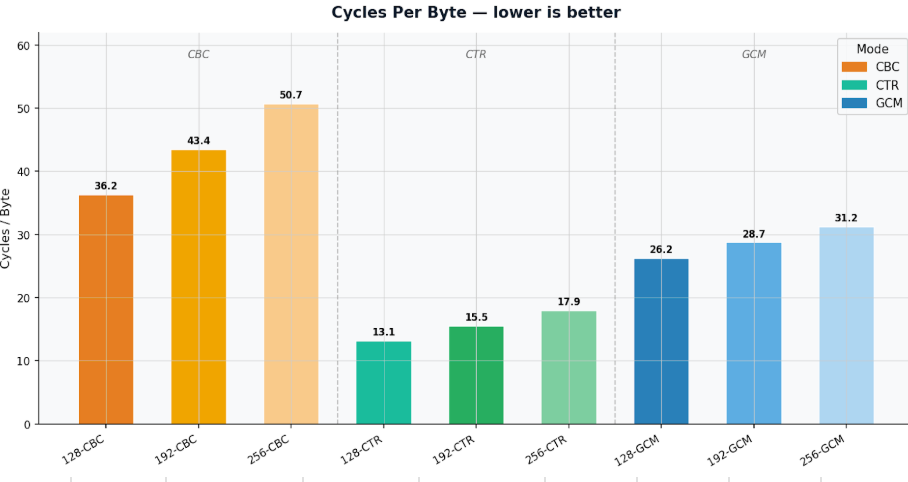 Cycles Per Byte — lower is better
Cycles / Byte
60
50
40
30
20
10
0
CBC
CTR
GCM
Mode
CBC
CTR
GCM
36.2
43.4
50.7
13.1
15.5
17.9
26.2
28.7
31.2
128-CBC
192-CBC
256-CBC
128-CTR
192-CTR
256-CTR
128-GCM
192-GCM
256-GCM